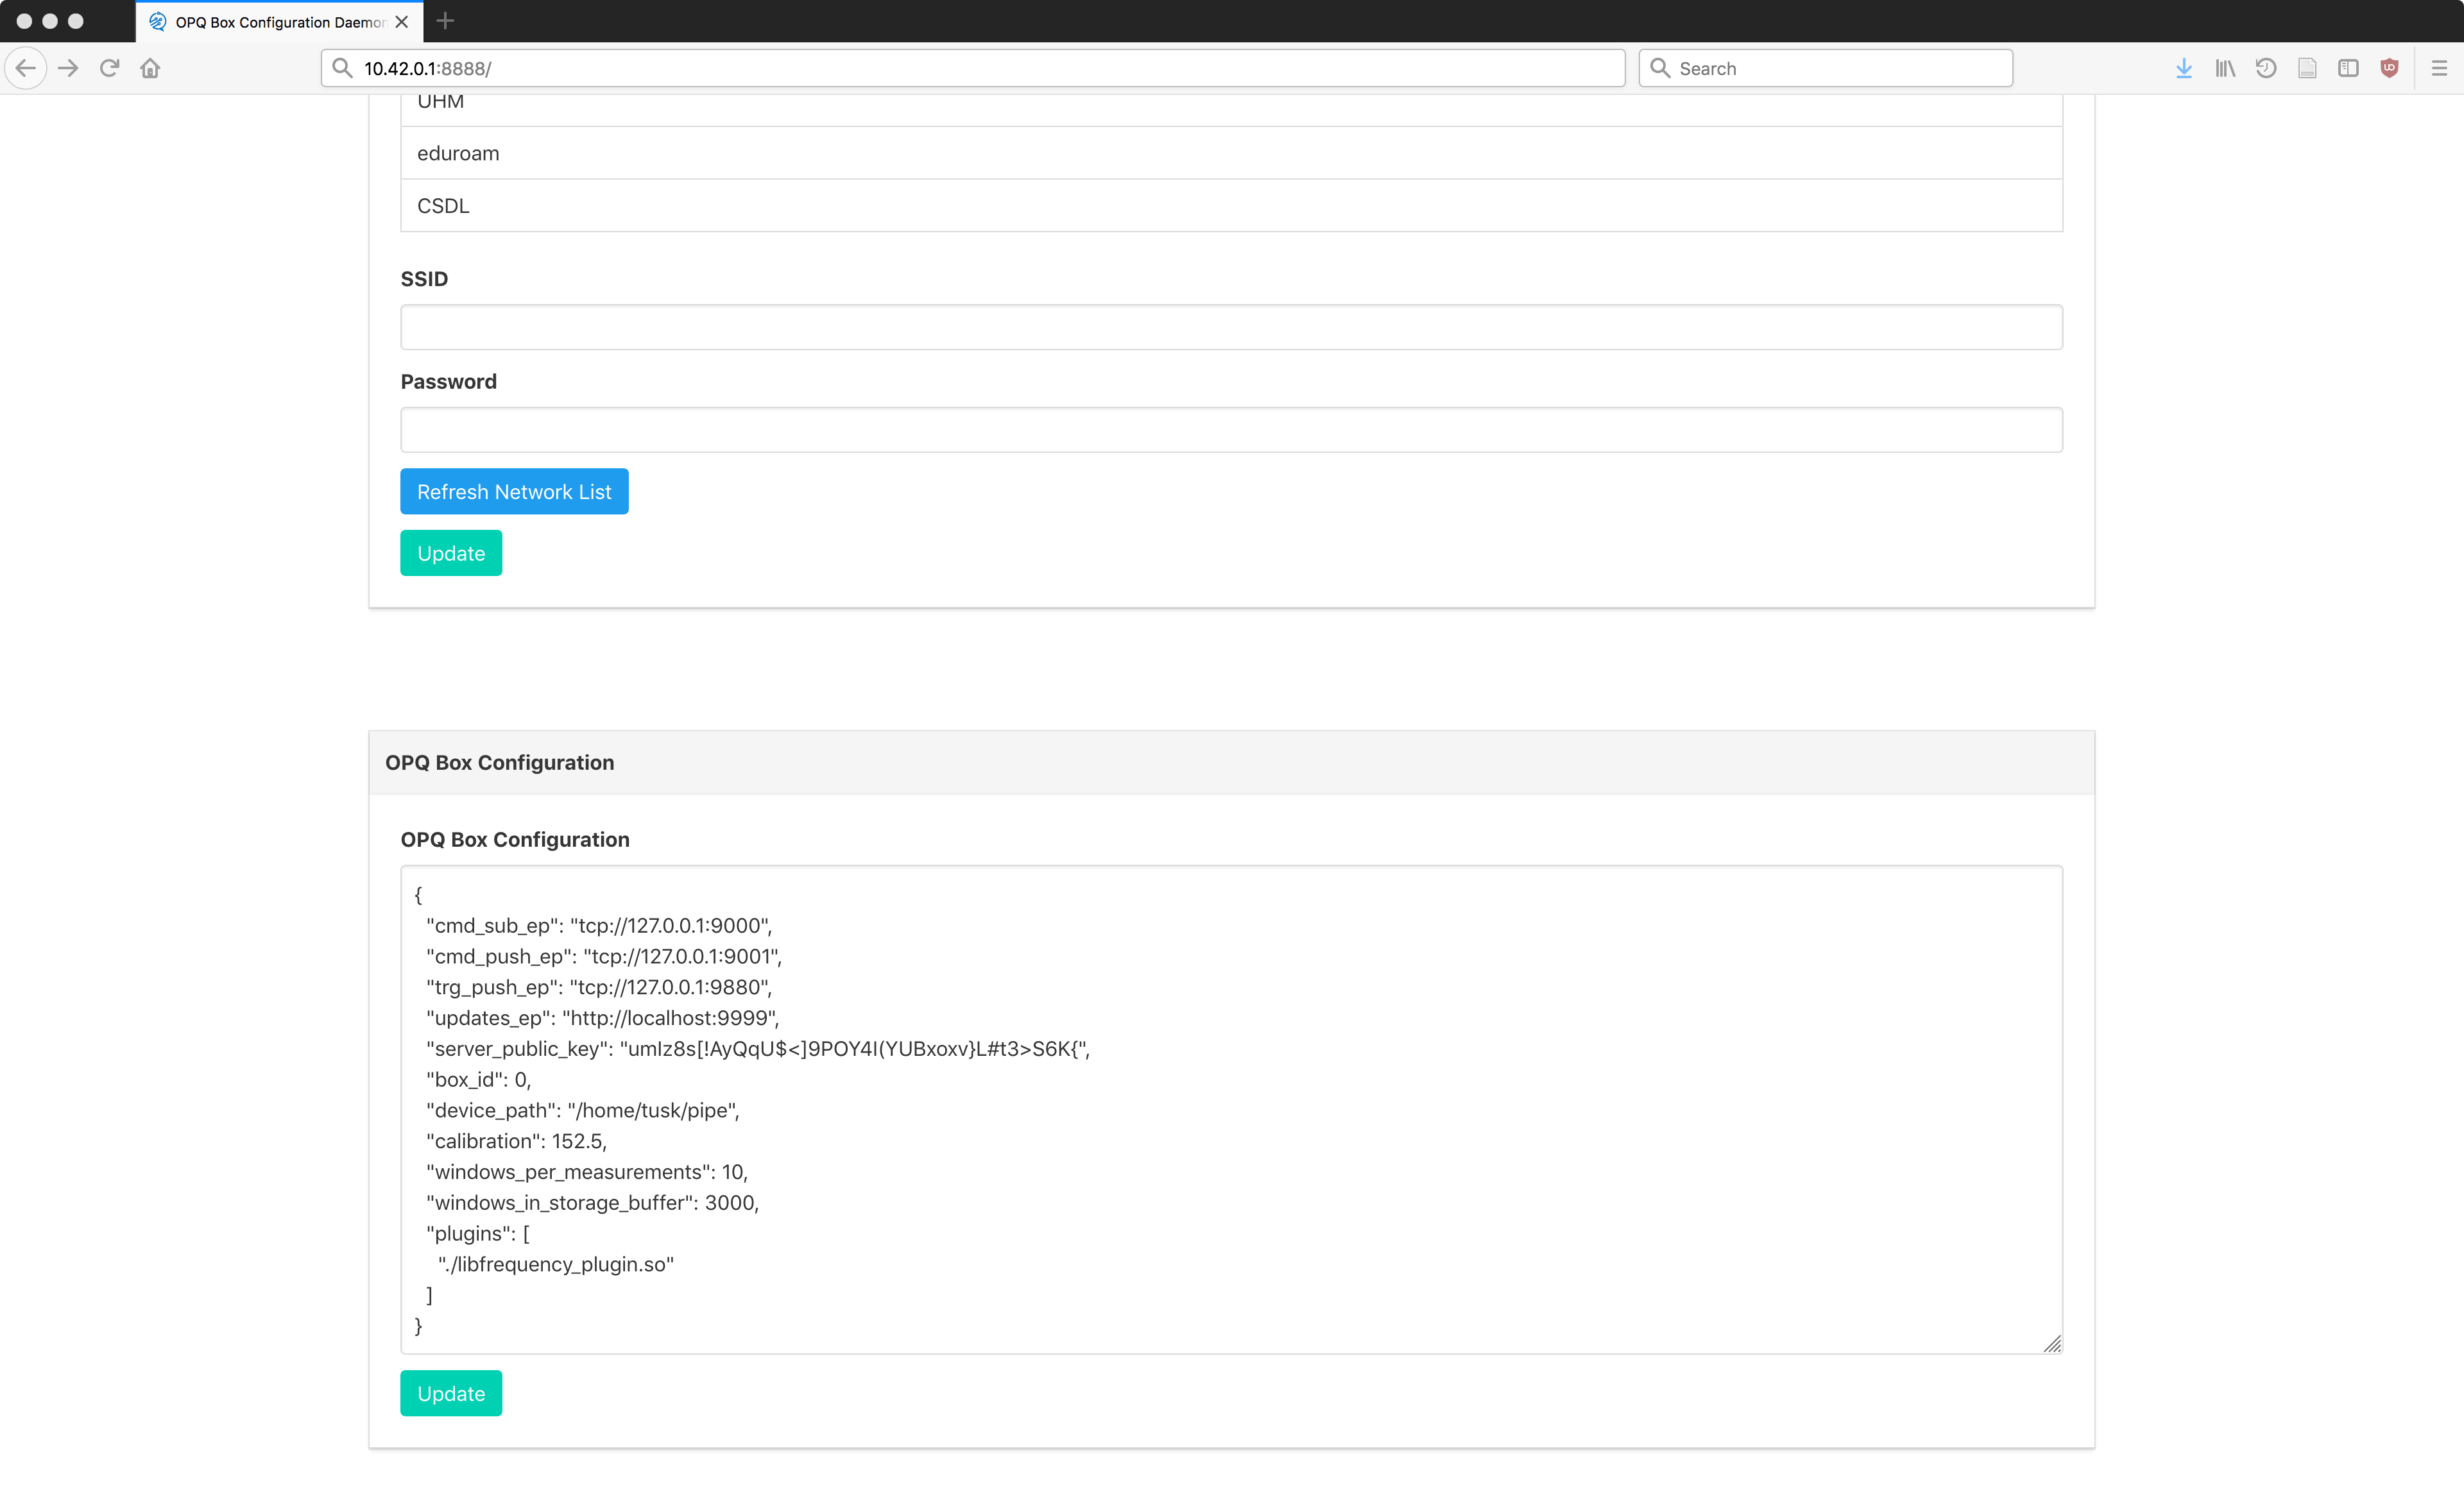 OPQ Box Configuration Daemon
10.42.0.1:8888/
Search
UHM
eduroam
CSDL
SSID
Password
Refresh Network List
Update
OPQ Box Configuration
OPQ Box Configuration
{
"cmd_sub_ep": "tcp://127.0.0.1:9000",
"cmd_push_ep": "tcp://127.0.0.1:9001",
"trg_push_ep": "tcp://127.0.0.1:9880",
"updates_ep": "http://localhost:9999",
"server_public_key": "umIz8s[!AyQqU$<]9POY4I(YUBxoxv}L#t3>S6K{",
"box_id": 0,
"device_path": "/home/tusk/pipe",
"calibration": 152.5,
"windows_per_measurements": 10,
"windows_in_storage_buffer": 3000,
"plugins": [
"./libfrequency_plugin.so"
]
}
Update